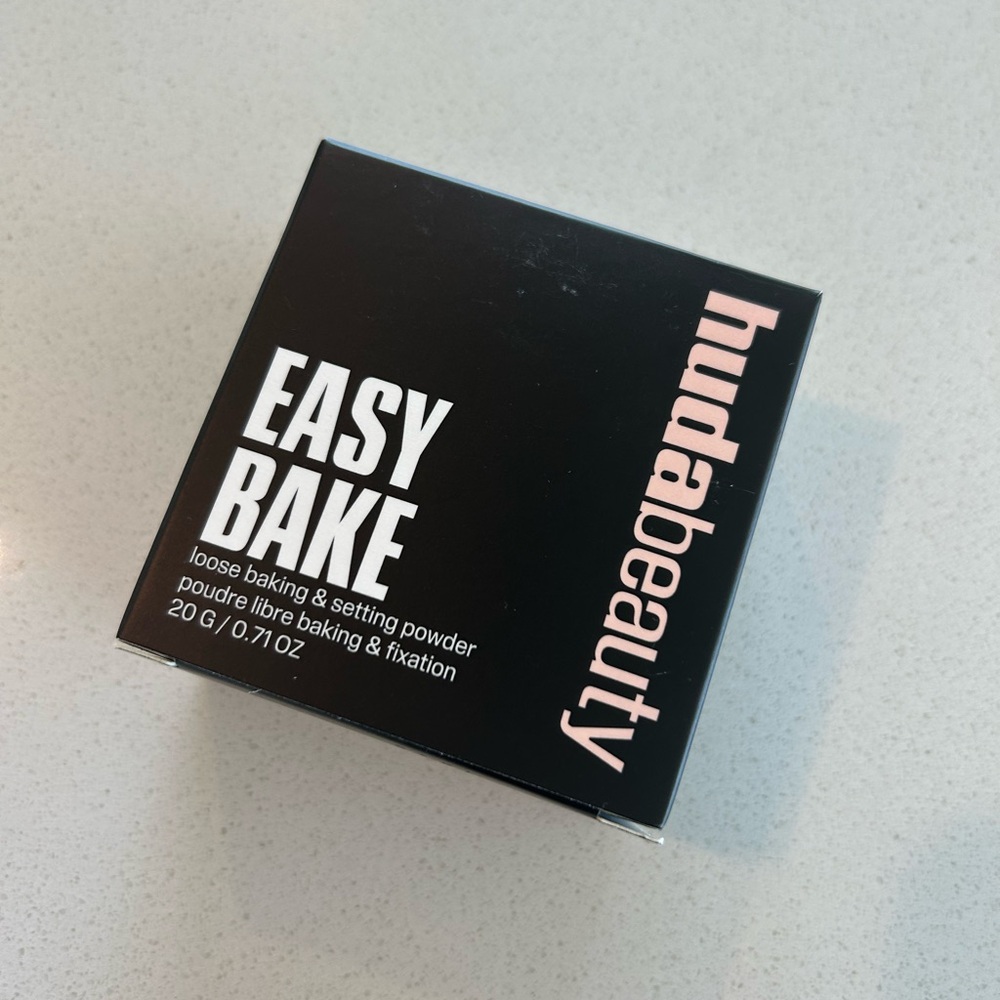 EASY
BAKE
loose baking & setting powder
poudre libre baking & fixation
20 G / 0.71 OZ
hudabeauty